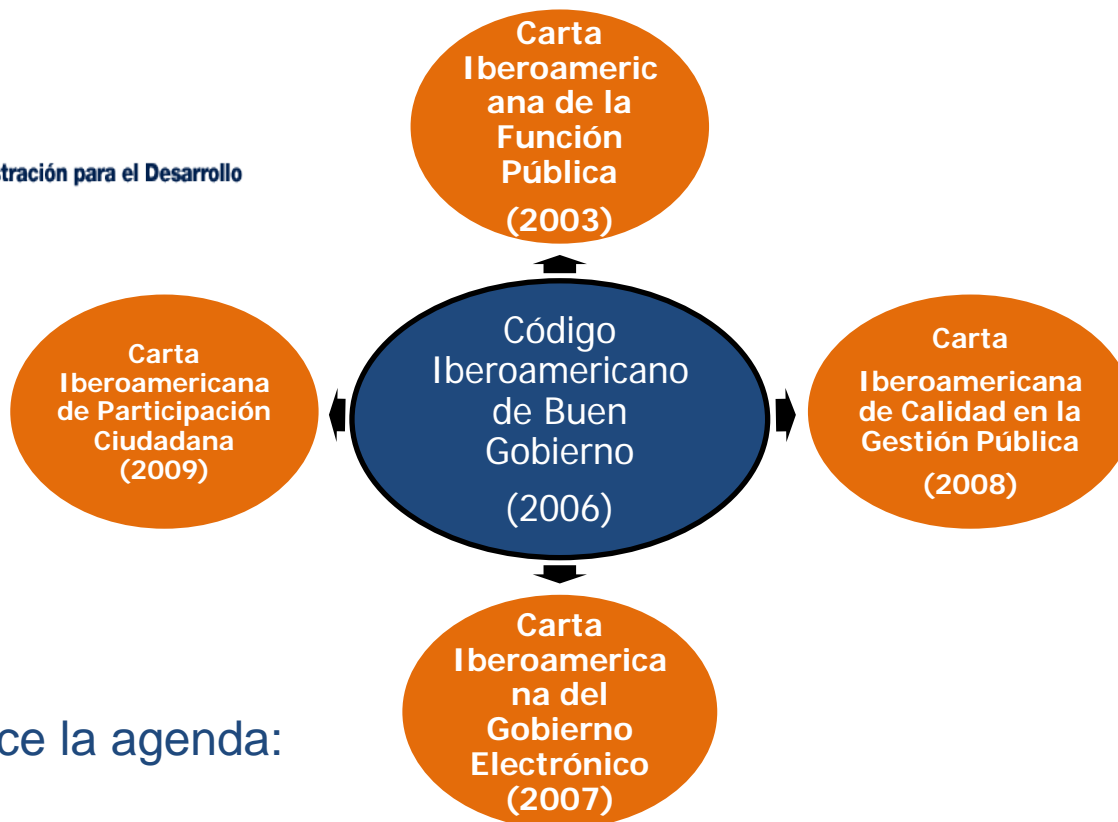 Carta
Iberoameric
ana de la
Función
Pública
(2003)
stración para el Desarrollo
Código
Iberoamericano
de Buen
Gobierno
(2006)
Carta
Iberoamericana
de Participación
Ciudadana
(2009)
Carta
Iberoamericana
de Calidad en la
Gestión Pública
(2008)
Carta
Iberoamerica
na del
Gobierno
Electrónico
(2007)
ce la agenda: